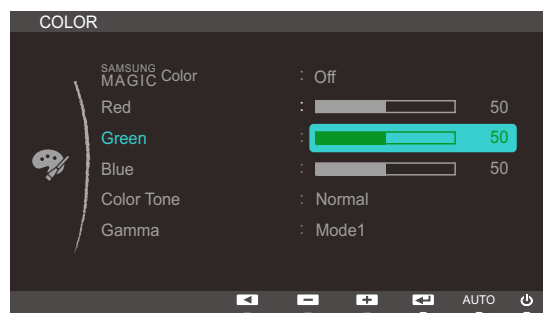 COLOR
SAMSUNG MAGIC Color : Off
Red : 50
Green : 50
Blue : 50
Color Tone : Normal
Gamma : Mode1
AUTO